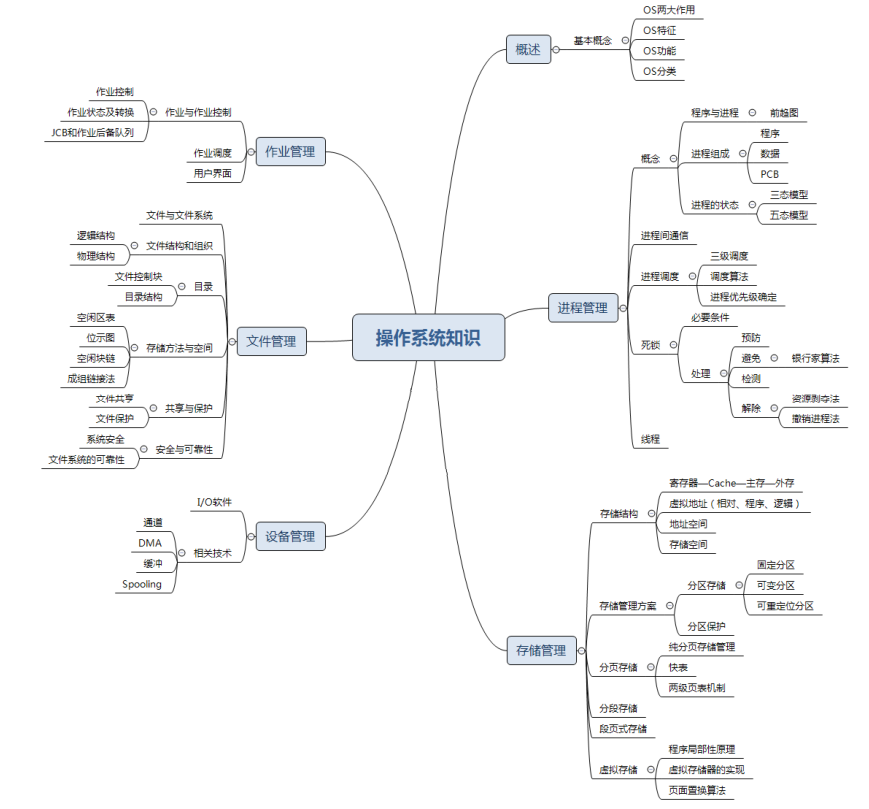 操作系统知识
概述
基本概念
OS两大作用
OS特征
OS功能
OS分类
进程管理
概念
程序与进程
前趋图
进程组成
程序
数据
PCB
进程的状态
三态模型
五态模型
进程间通信
进程调度
三级调度
调度算法
进程优先级确定
死锁
必要条件
处理
预防
避免
银行家算法
检测
解除
资源剥夺法
撤销进程法
线程
存储管理
存储结构
寄存器—Cache—主存—外存
虚拟地址（相对、程序、逻辑）
地址空间
存储空间
存储管理方案
分区存储
固定分区
可变分区
可重定位分区
分区保护
分页存储
纯分页存储管理
快表
两级页表机制
分段存储
段页式存储
虚拟存储
程序局部性原理
虚拟存储器的实现
页面置换算法
作业管理
作业与作业控制
作业控制
作业状态及转换
JCB和作业后备队列
作业调度
用户界面
文件管理
文件与文件系统
文件结构和组织
逻辑结构
物理结构
目录
文件控制块
目录结构
存储方法与空间
空闲区表
位示图
空闲块链
成组链接法
共享与保护
文件共享
文件保护
安全与可靠性
系统安全
文件系统的可靠性
设备管理
I/O软件
相关技术
通道
DMA
缓冲
Spooling